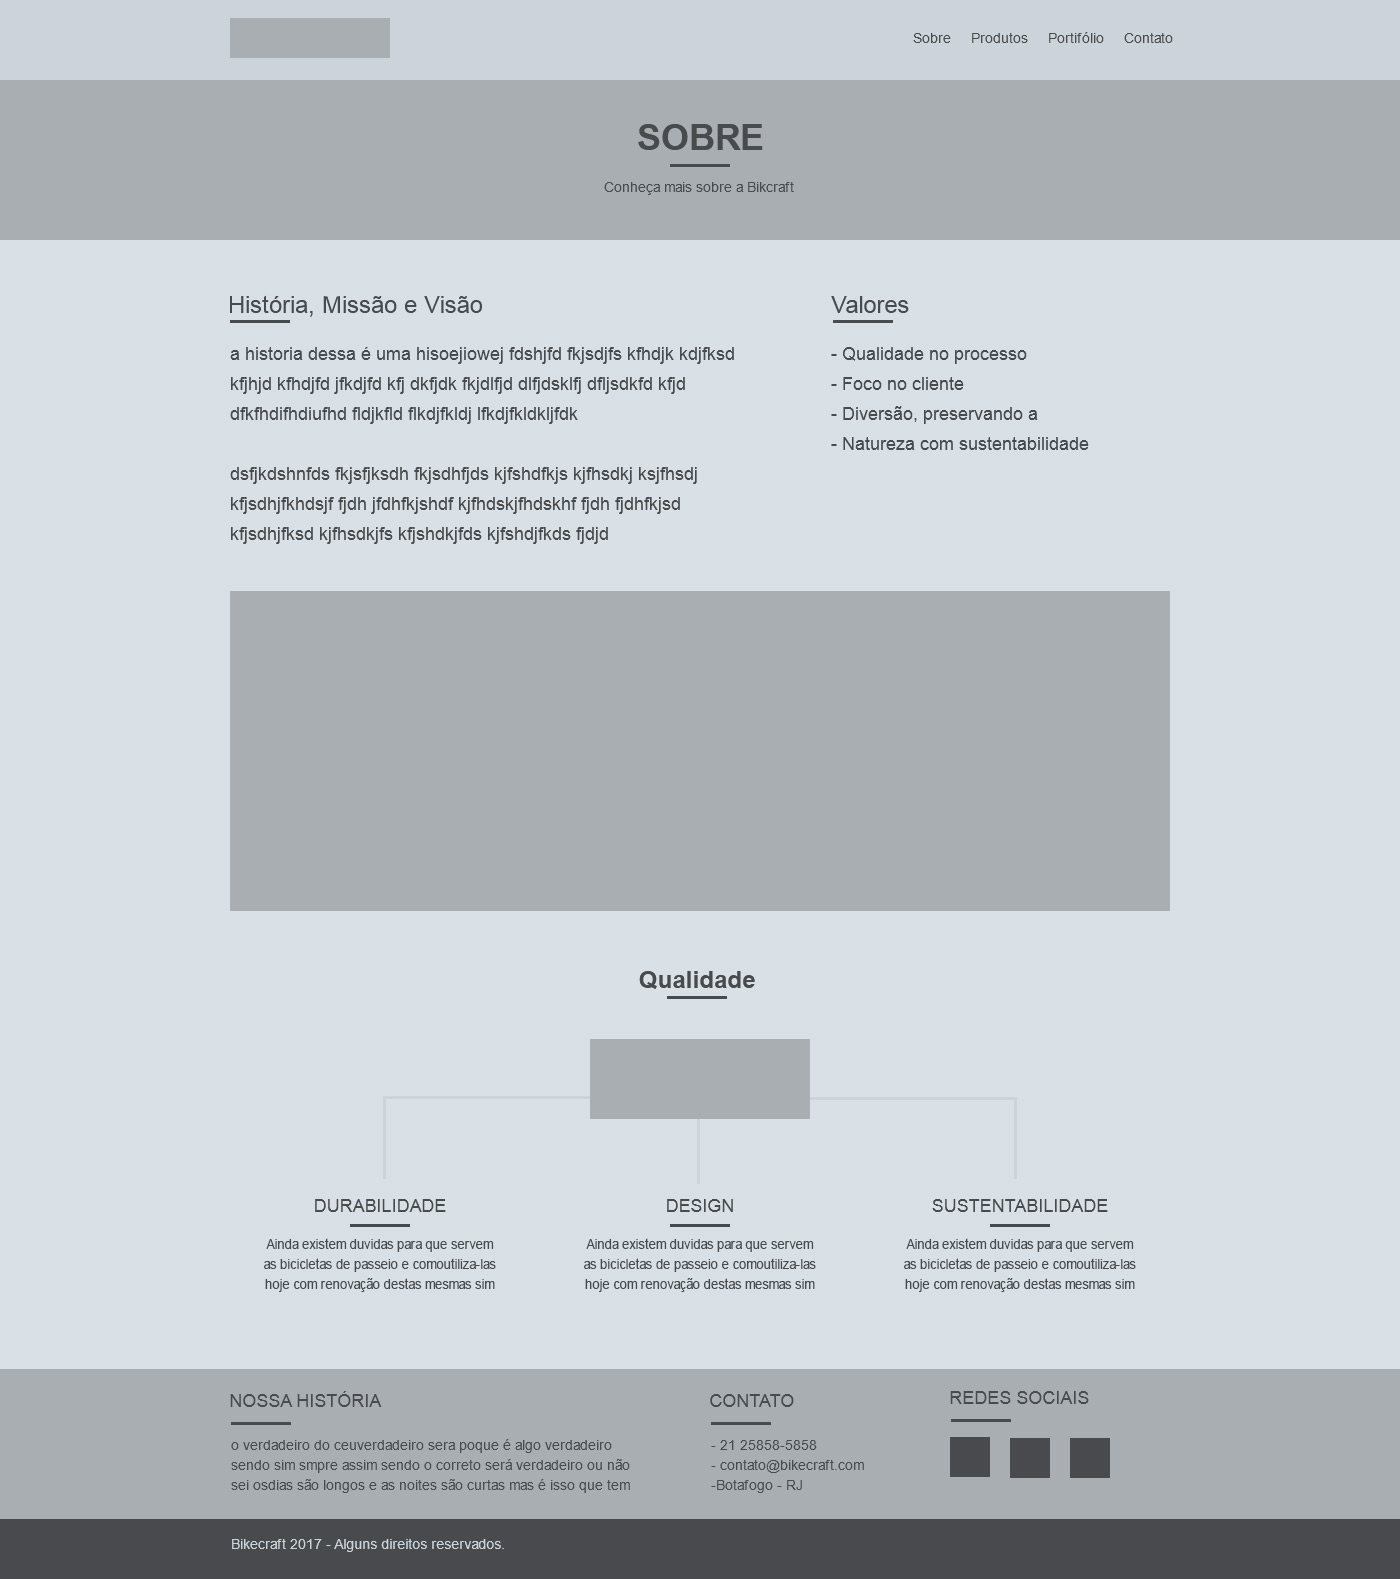 Sobre Produtos Portifólio Contato
SOBRE
Conheça mais sobre a Bikcraft
História, Missão e Visão
a historia dessa é uma hisoejiowej fdshjfd fkjsdjfs kfhdjk kdjfksd
kfjhjd kfhdjfd jfkdjfd kfj dkfjdk fkjdlfjd dlfjdsklfj dfljsdkfd kfjd
dfkfhdifhdiufhd fldjkfld flkdjfkldj lfkdjfkldkljfdk
dsfjkdshnfds fkjsfjksdh fkjsdhfjds kjfshdfkjs kjfhsdkj ksjfhsdj
kfjsdhjfkhdsjf fjdh jfdhfkjshdf kjfhdskjfhdskhf fjdh fjdhfkjsd
kfjsdhjfksd kjfhsdkjfs kfjshdkjfds kjfshdjfkds fjdjd
Valores
- Qualidade no processo
- Foco no cliente
- Diversão, preservando a
- Natureza com sustentabilidade
Qualidade
DURABILIDADE
Ainda existem duvidas para que servem
as bicicletas de passeio e comoutiliza-las
hoje com renovação destas mesmas sim
DESIGN
Ainda existem duvidas para que servem
as bicicletas de passeio e comoutiliza-las
hoje com renovação destas mesmas sim
SUSTENTABILIDADE
Ainda existem duvidas para que servem
as bicicletas de passeio e comoutiliza-las
hoje com renovação destas mesmas sim
NOSSA HISTÓRIA
o verdadeiro do ceuverdadeiro sera poque é algo verdadeiro
sendo sim smpre assim sendo o correto será verdadeiro ou não
sei osdias são longos e as noites são curtas mas é isso que tem
CONTATO
- 21 25858-5858
- contato@bikecraft.com
-Botafogo - RJ
REDES SOCIAIS
Bikecraft 2017 - Alguns direitos reservados.